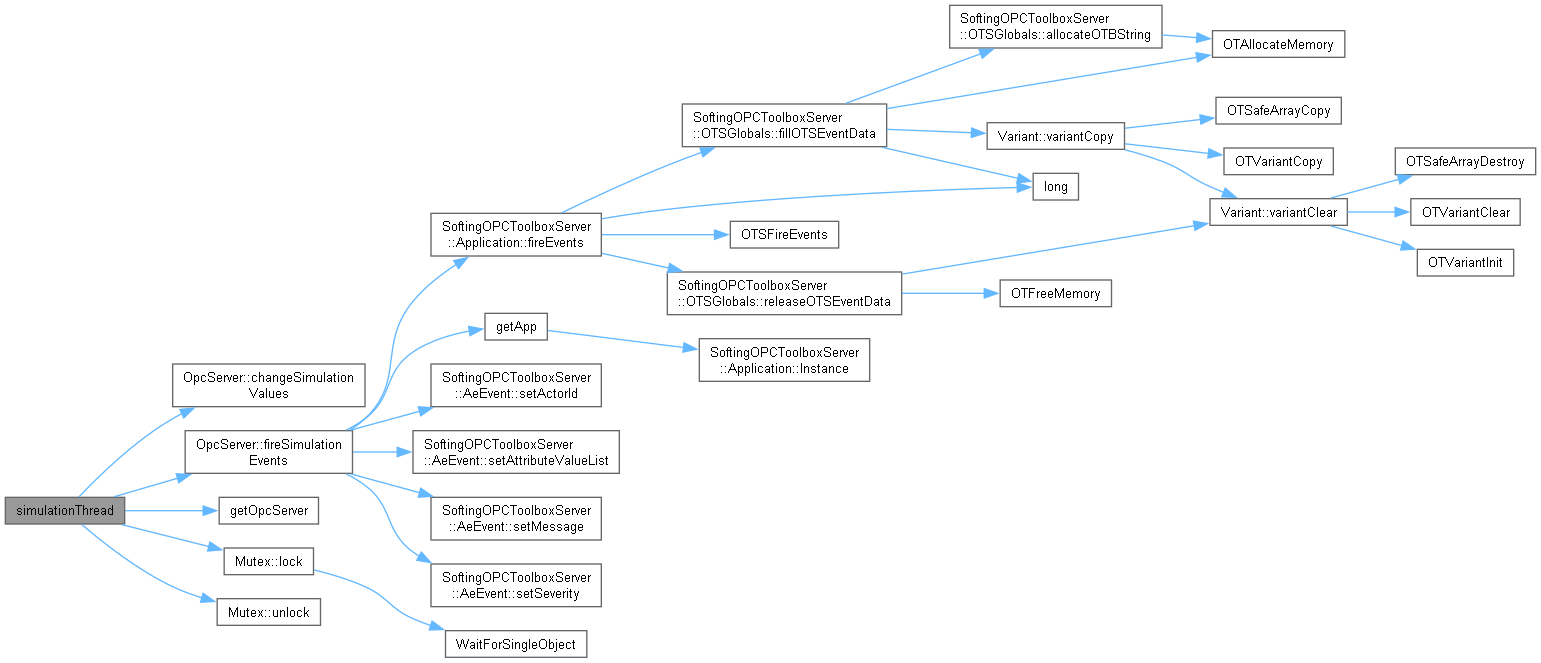 SoftingOPCToolboxServer
::OTSGlobals::allocateOTBString
OTAllocateMemory
SoftingOPCToolboxServer
::OTSGlobals::fillOTSEventData
OTSafeArrayCopy
Variant::variantCopy
OTVariantCopy
OTSafeArrayDestroy
long
SoftingOPCToolboxServer
::Application::fireEvents
Variant::variantClear
OTVariantClear
OTSFireEvents
OTVariantInit
SoftingOPCToolboxServer
::OTSGlobals::releaseOTSEventData
OTFreeMemory
getApp
SoftingOPCToolboxServer
::Application::Instance
OpcServer::changeSimulation
Values
SoftingOPCToolboxServer
::AeEvent::setActorId
OpcServer::fireSimulation
Events
SoftingOPCToolboxServer
::AeEvent::setAttributeValueList
simulationThread
getOpcServer
SoftingOPCToolboxServer
::AeEvent::setMessage
Mutex::lock
SoftingOPCToolboxServer
::AeEvent::setSeverity
Mutex::unlock
WaitForSingleObject